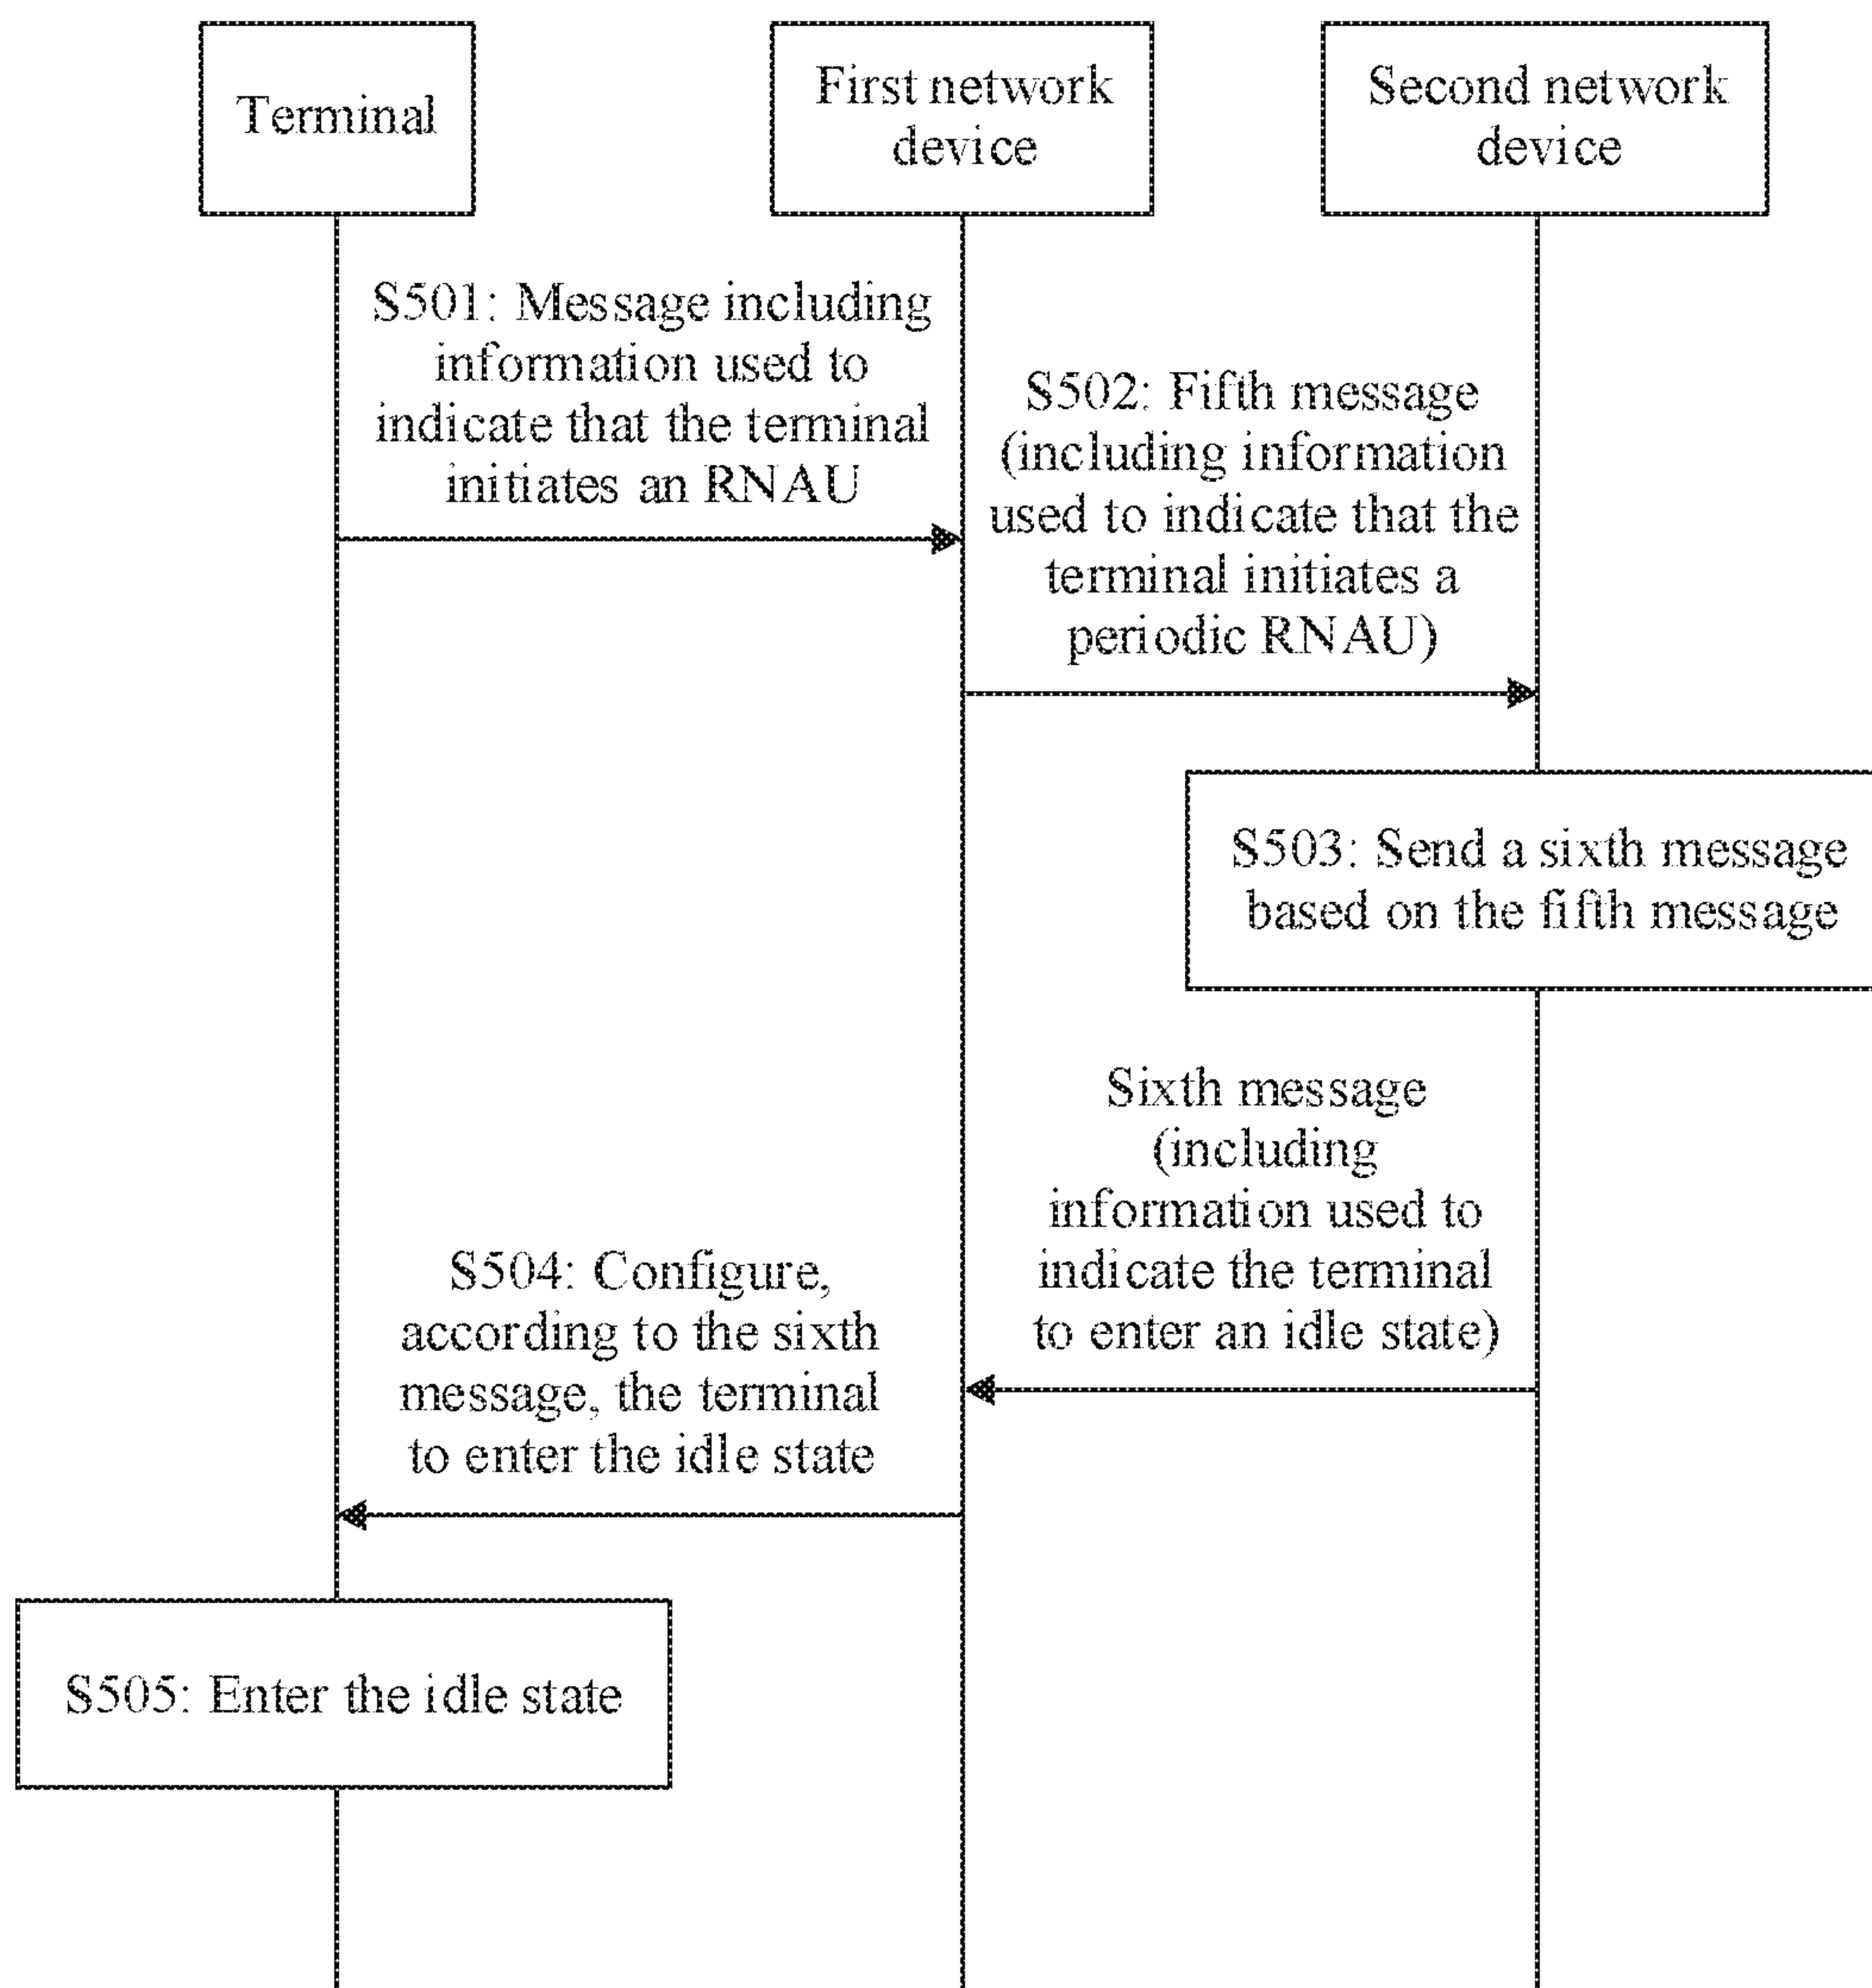 Terminal
First network
device
Second network
device
S501: Message including
information used to
indicate that the terminal
initiates an RNAU
S502: Fifth message
(including information
used to indicate that the
terminal initiates a
periodic RNAU)
S503: Send a sixth message
based on the fifth message
Sixth message
(including
information used to
indicate the terminal
to enter an idle state)
S504: Configure,
according to the sixth
message, the terminal
to enter the idle state
S505: Enter the idle state